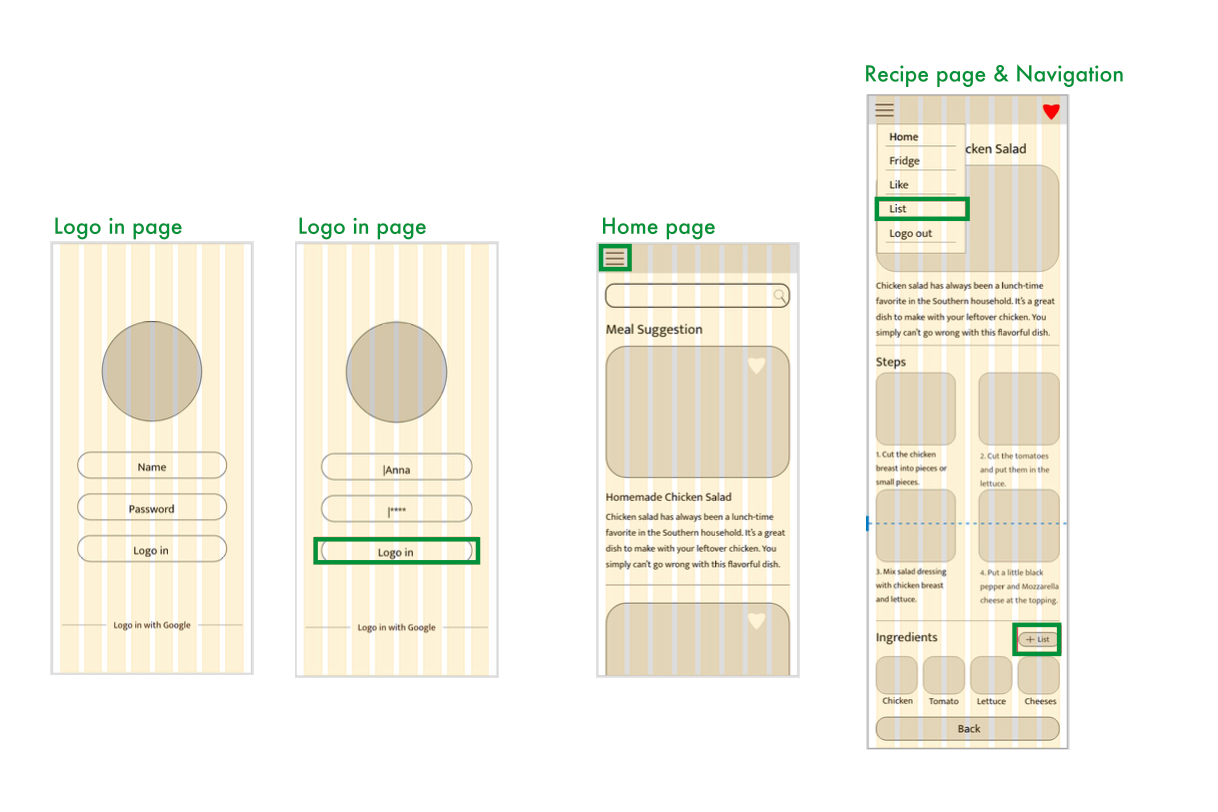 Recipe page & Navigation
Logo in page
Logo in page
Home page
Name
Password
Logo in
Logo in with Google
|Anna
|****
Logo in
Logo in with Google
Meal Suggestion
Homemade Chicken Salad
Chicken salad has always been a lunch-time
favorite in the Southern household. It's a great
dish to make with your leftover chicken. You
simply can't go wrong with this flavorful dish.
Home
Fridge
Like
List
Logo out
cken Salad
Chicken salad has always been a lunch-time
favorite in the Southern household. It's a great
dish to make with your leftover chicken. You
simply can't go wrong with this flavorful dish.
Steps
1. Cut the chicken
breast into pieces or
small pieces.
2. Cut the tomatoes
and put them in the
lettuce.
3. Mix salad dressing
with chicken breast
and lettuce.
4. Put a little black
pepper and Mozzarella
cheese at the topping.
Ingredients
+ List
Chicken
Tomato
Lettuce
Cheeses
Back